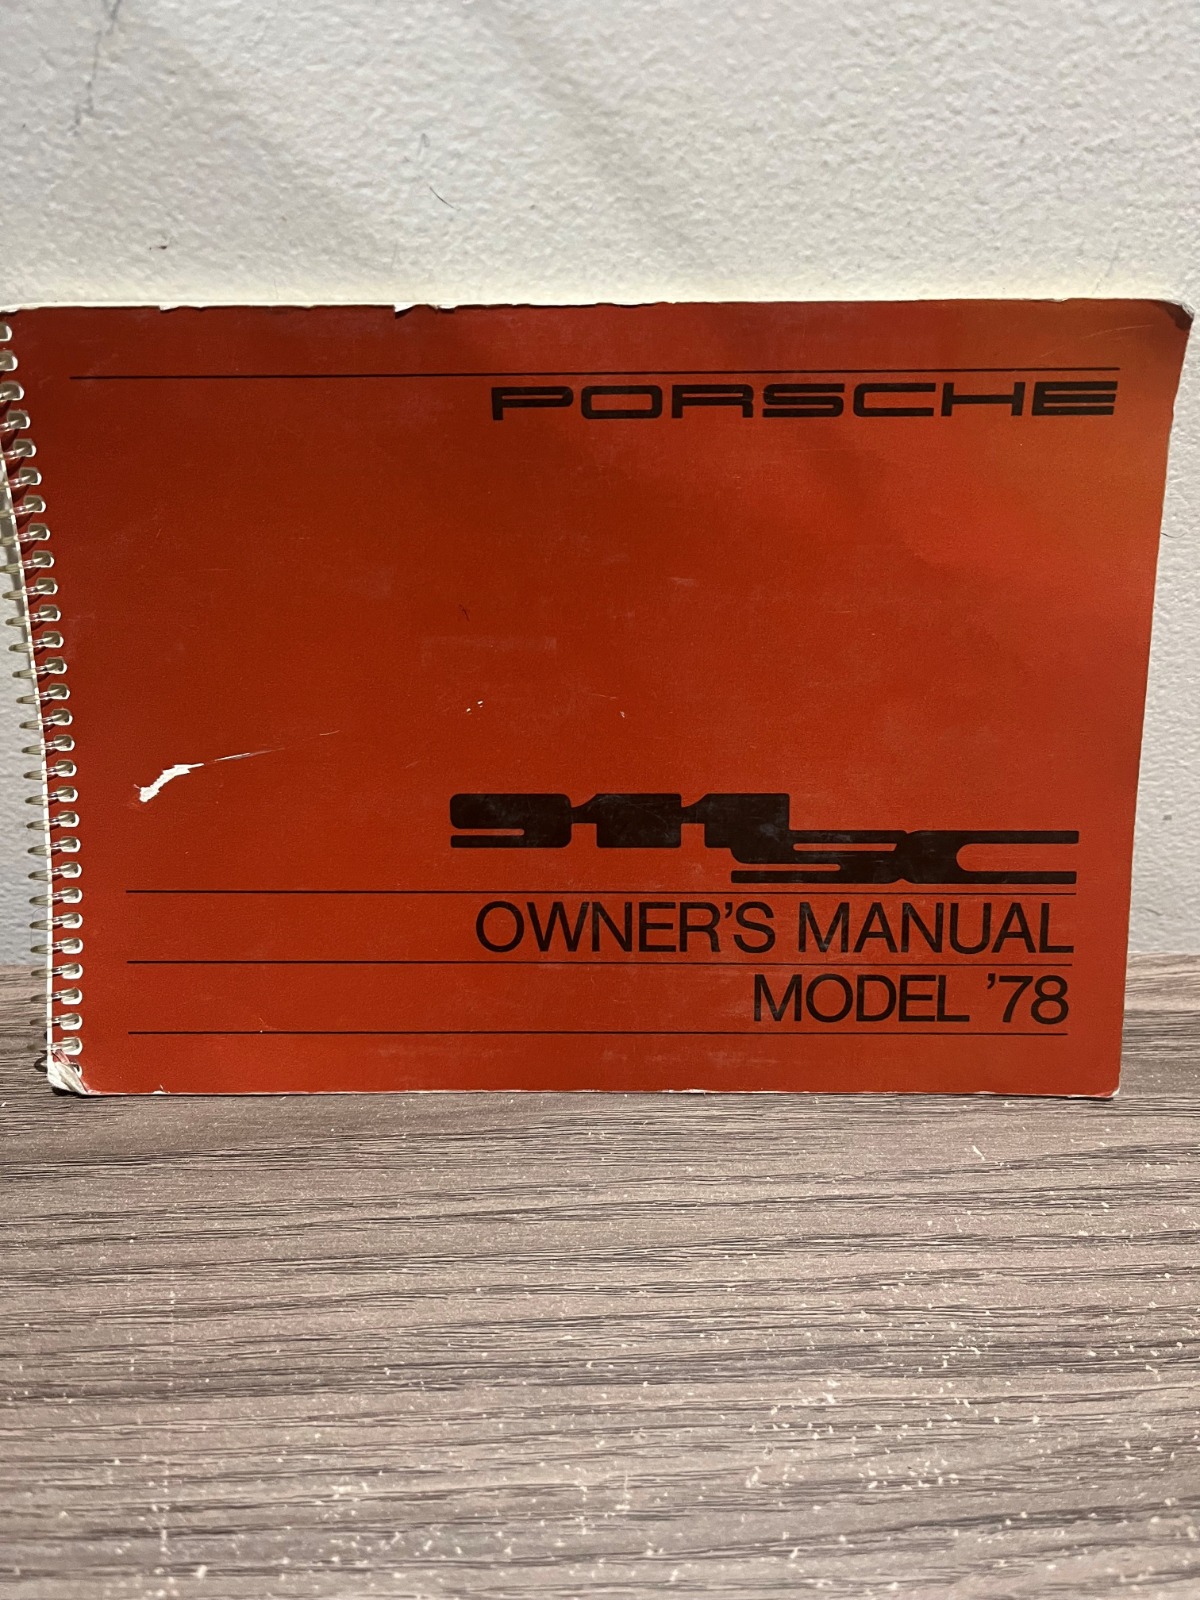 PORSCHE
911SC
OWNER'S MANUAL
MODEL '78